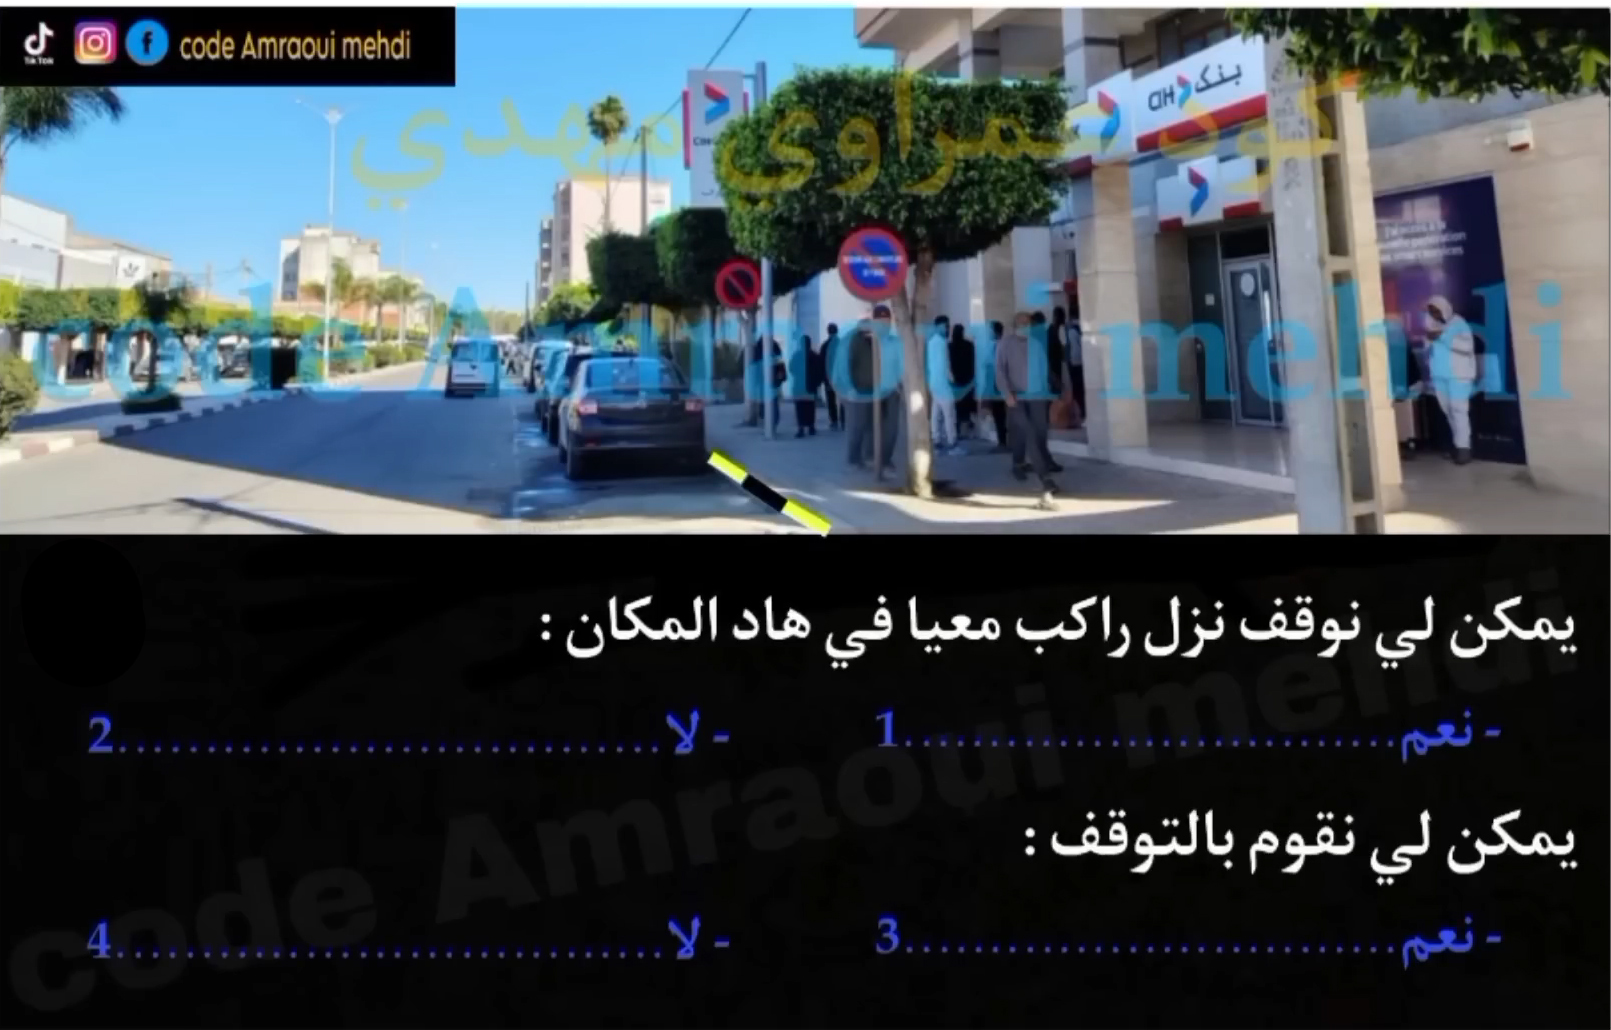 code Amraoui mehdi
كود عمراوي مهدي
CIH بنك
code Amraoui mehdi
يمكن لي نوقف نزل راكب معيا في هاد المكان :
- نعم.............................1 - لا................................2
يمكن لي نقوم بالتوقف :
- نعم.............................3 - لا................................4
code Amraoui mehdi